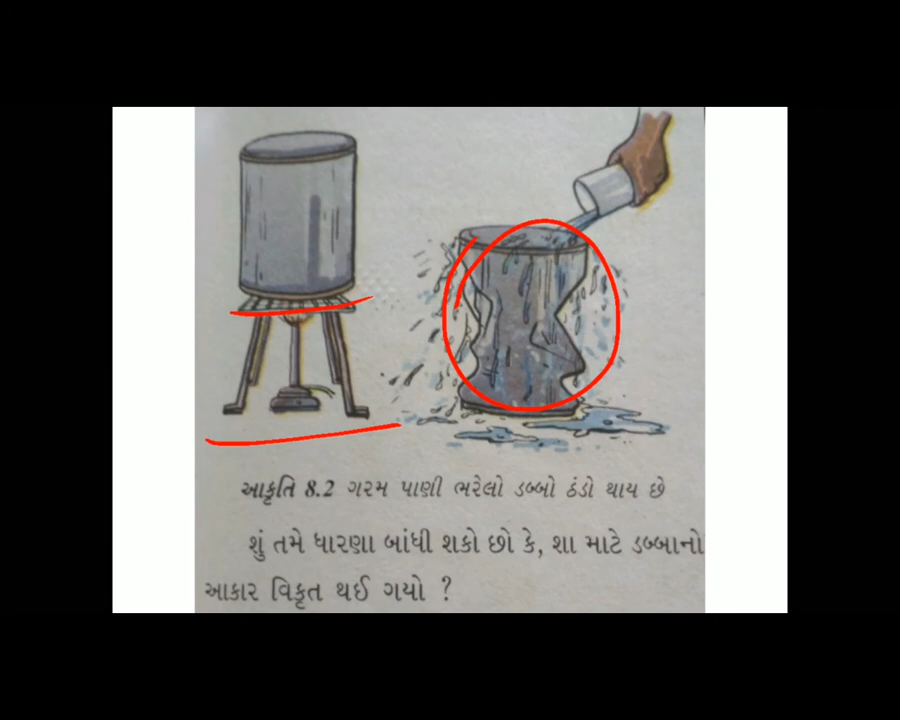 આકૃતિ 8.2 ગરમ પાણી ભરેલો ડબ્બો ઠંડો થાય છે
શું તમે ધારણા બાંધી શકો છો કે, શા માટે ડબ્બાનો
આકાર વિકૃત થઈ ગયો ?